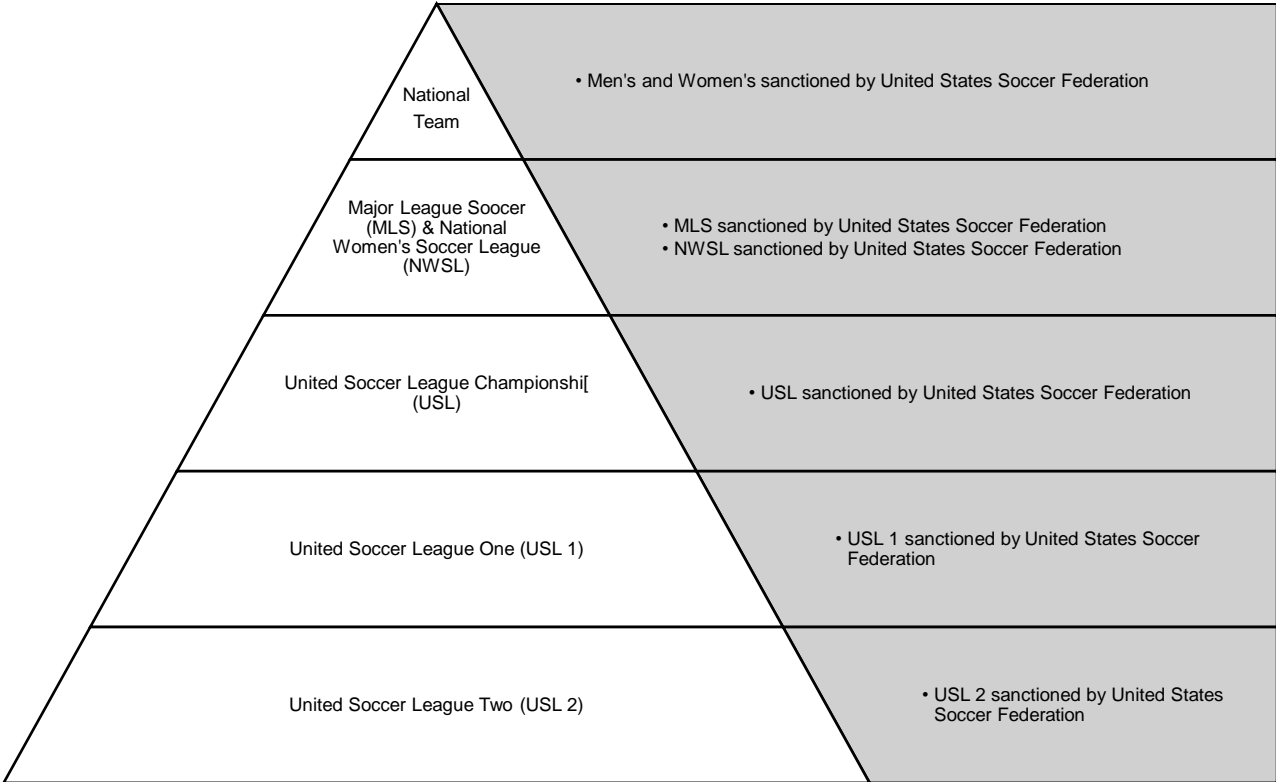 National
Team
• Men's and Women's sanctioned by United States Soccer Federation
Major League Soocer
(MLS) & National
Women's Soccer League
(NWSL)
• MLS sanctioned by United States Soccer Federation
• NWSL sanctioned by United States Soccer Federation
United Soccer League Championshi[
(USL)
• USL sanctioned by United States Soccer Federation
United Soccer League One (USL 1)
• USL 1 sanctioned by United States Soccer
Federation
United Soccer League Two (USL 2)
• USL 2 sanctioned by United States
Soccer Federation